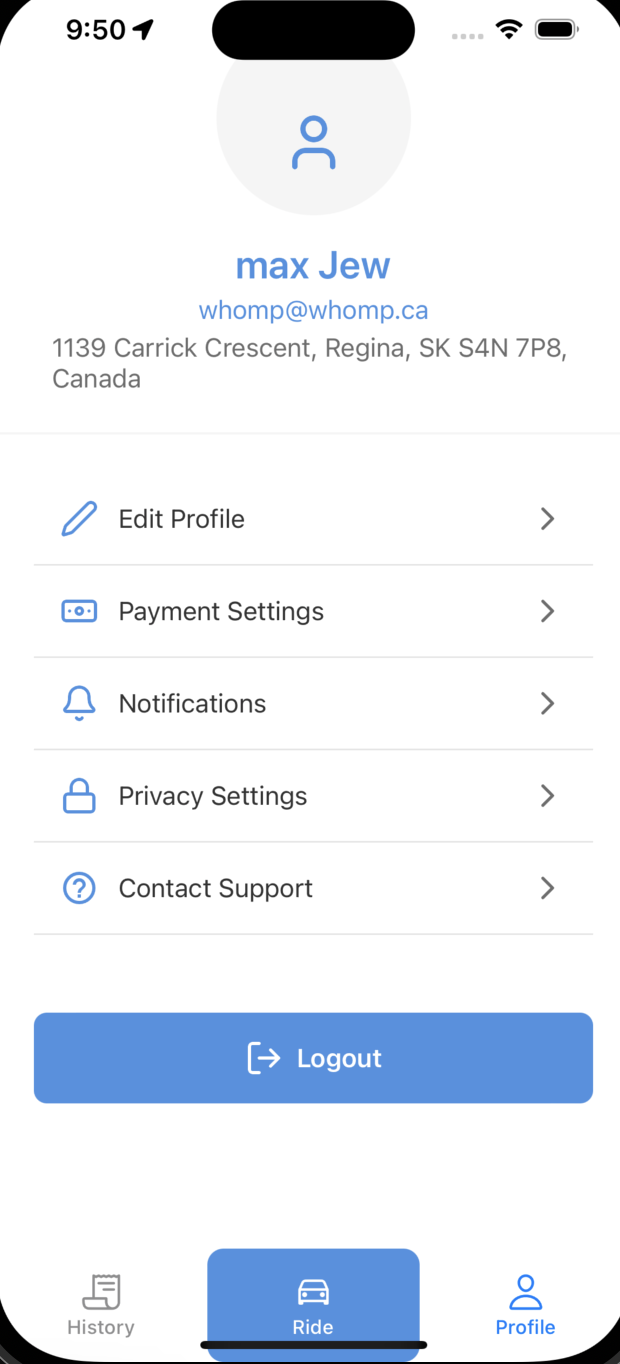 9:50
max Jew
whomp@whomp.ca
1139 Carrick Crescent, Regina, SK S4N 7P8,
Canada
Edit Profile
Payment Settings
Notifications
Privacy Settings
Contact Support
Logout
History
Ride
Profile